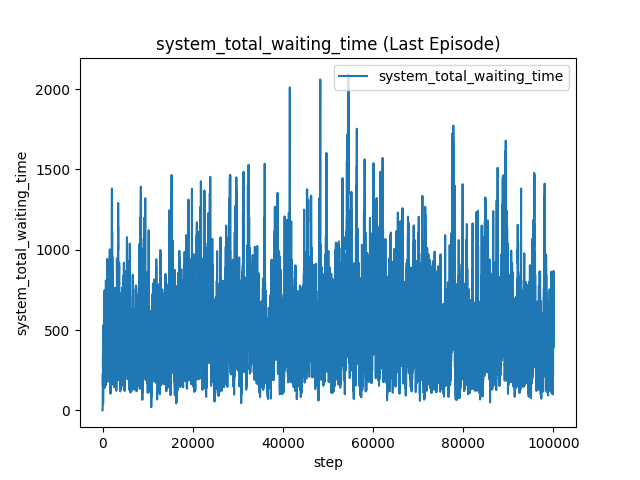 system_total_waiting_time (Last Episode)
system_total_waiting_time
system_total_waiting_time
2000
1500
1000
500
0
0 20000 40000 60000 80000 100000
step